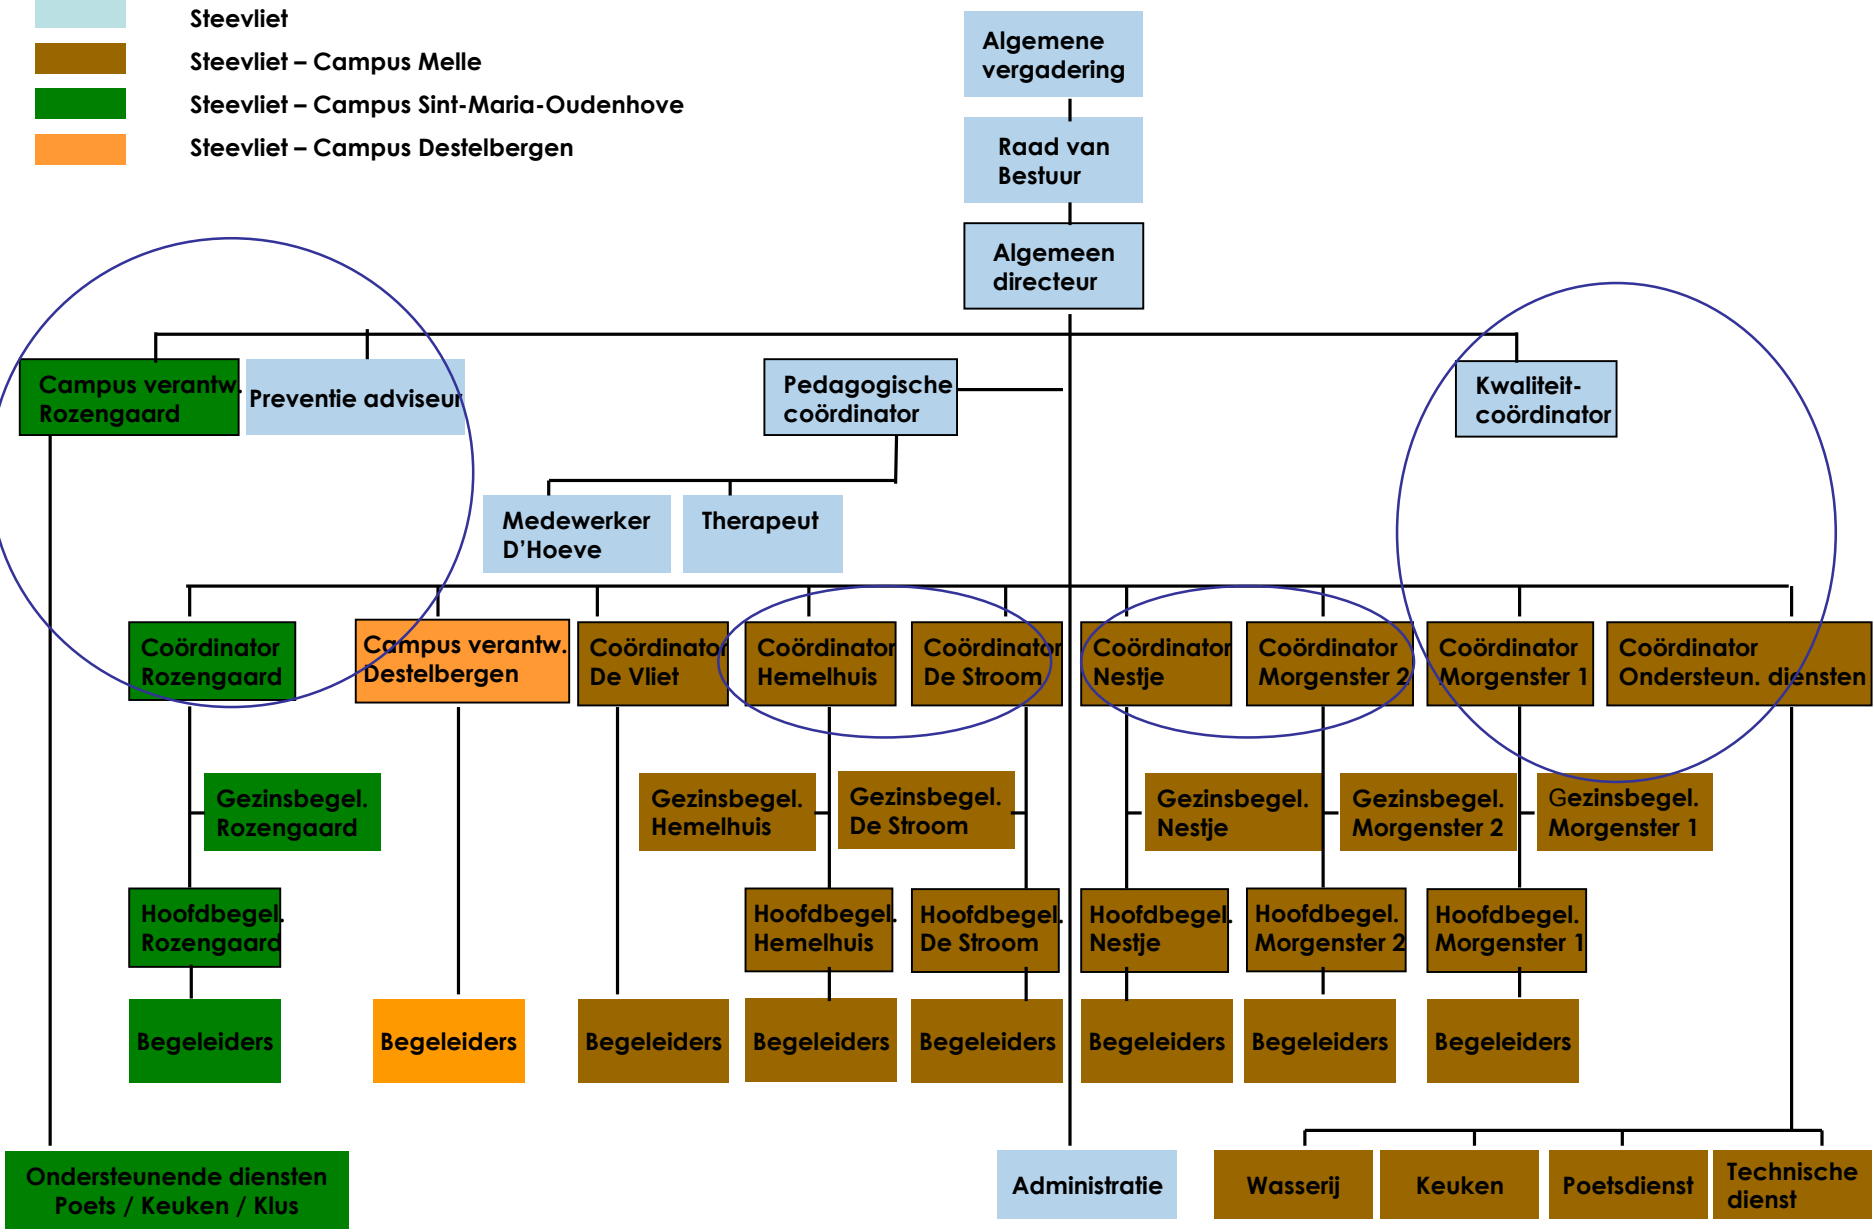 Steevliet
Steevliet – Campus Melle
Steevliet – Campus Sint-Maria-Oudenhove
Steevliet – Campus Destelbergen
Algemene
vergadering
Raad van
Bestuur
Algemeen
directeur
Campus verantw.
Rozengaard
Preventie adviseur
Pedagogische
coördinator
Kwaliteit-
coördinator
Medewerker
D’Hoeve
Therapeut
Coördinator
Rozengaard
Campus verantw.
Destelbergen
Coördinator
De Vliet
Coördinator
Hemelhuis
Coördinator
De Stroom
Coördinator
Nestje
Coördinator
Morgenster 2
Coördinator
Morgenster 1
Coördinator
Ondersteun. diensten
Gezinsbegel.
Rozengaard
Gezinsbegel.
Hemelhuis
Gezinsbegel.
De Stroom
Gezinsbegel.
Nestje
Gezinsbegel.
Morgenster 2
Gezinsbegel.
Morgenster 1
Hoofdbegel.
Rozengaard
Hoofdbegel.
Hemelhuis
Hoofdbegel.
De Stroom
Hoofdbegel.
Nestje
Hoofdbegel.
Morgenster 2
Hoofdbegel.
Morgenster 1
Begeleiders
Begeleiders
Begeleiders
Begeleiders
Begeleiders
Begeleiders
Begeleiders
Begeleiders
Ondersteunende diensten
Poets / Keuken / Klus
Administratie
Wasserij
Keuken
Poetsdienst
Technische
dienst